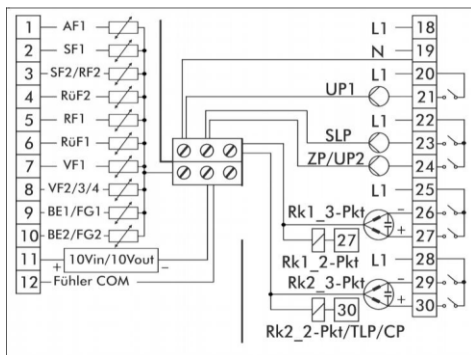 1 AF1
2 SF1
3 SF2/RF2
4 RüF2
5 RF1
6 RüF1
7 VF1
8 VF2/3/4
9 BE1/FG1
10 BE2/FG2
11 + 10Vin/10Vout −
12 Fühler COM
L1 18
N 19
L1 20
UP1 21
L1 22
SLP 23
ZP/UP2 24
L1 25
Rk1_3-Pkt − 26
+ 27
27
Rk1_2-Pkt
L1 28
Rk2_3-Pkt − 29
+ 30
30
Rk2_2-Pkt/TLP/CP